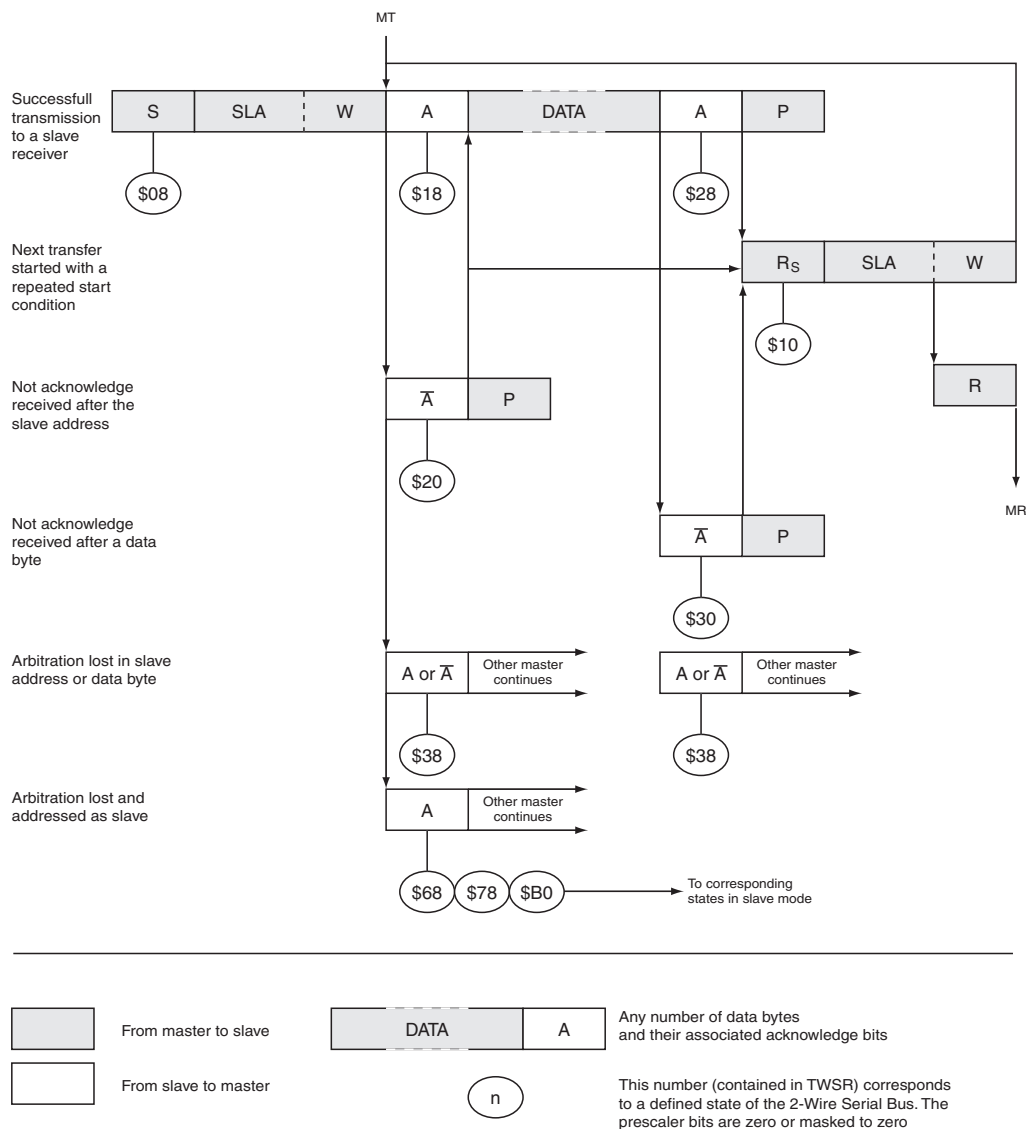 MT
Successfull
transmission
to a slave
receiver
S SLA W A DATA A P
$08 $18 $28
Next transfer
started with a
repeated start
condition
RS SLA W
$10
Not acknowledge
received after the
slave address
A̅ P
R
$20
MR
Not acknowledge
received after a data
byte
A̅ P
$30
Arbitration lost in slave
address or data byte
A or A̅ Other master
continues
A or A̅ Other master
continues
$38 $38
Arbitration lost and
addressed as slave
A Other master
continues
$68 $78 $B0
To corresponding
states in slave mode
From master to slave
DATA A
Any number of data bytes
and their associated acknowledge bits
From slave to master
n
This number (contained in TWSR) corresponds
to a defined state of the 2-Wire Serial Bus. The
prescaler bits are zero or masked to zero